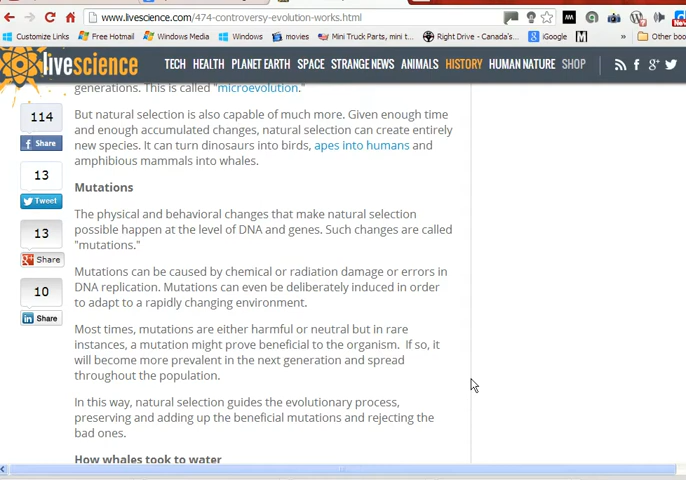 www.livescience.com/474-controversy-evolution-works.html
Customize Links Free Hotmail Windows Media Windows movies Mini Truck Parts, mini t... Right Drive - Canada's... iGoogle M » Other boo
livescience TECH HEALTH PLANET EARTH SPACE STRANGE NEWS ANIMALS HISTORY HUMAN NATURE SHOP
generations. This is called "microevolution."
114
Share
But natural selection is also capable of much more. Given enough time
and enough accumulated changes, natural selection can create entirely
new species. It can turn dinosaurs into birds, apes into humans and
amphibious mammals into whales.
13
Tweet
Mutations
The physical and behavioral changes that make natural selection
possible happen at the level of DNA and genes. Such changes are called
"mutations."
13
Share
Mutations can be caused by chemical or radiation damage or errors in
DNA replication. Mutations can even be deliberately induced in order
to adapt to a rapidly changing environment.
10
Share
Most times, mutations are either harmful or neutral but in rare
instances, a mutation might prove beneficial to the organism. If so, it
will become more prevalent in the next generation and spread
throughout the population.
In this way, natural selection guides the evolutionary process,
preserving and adding up the beneficial mutations and rejecting the
bad ones.
How whales took to water